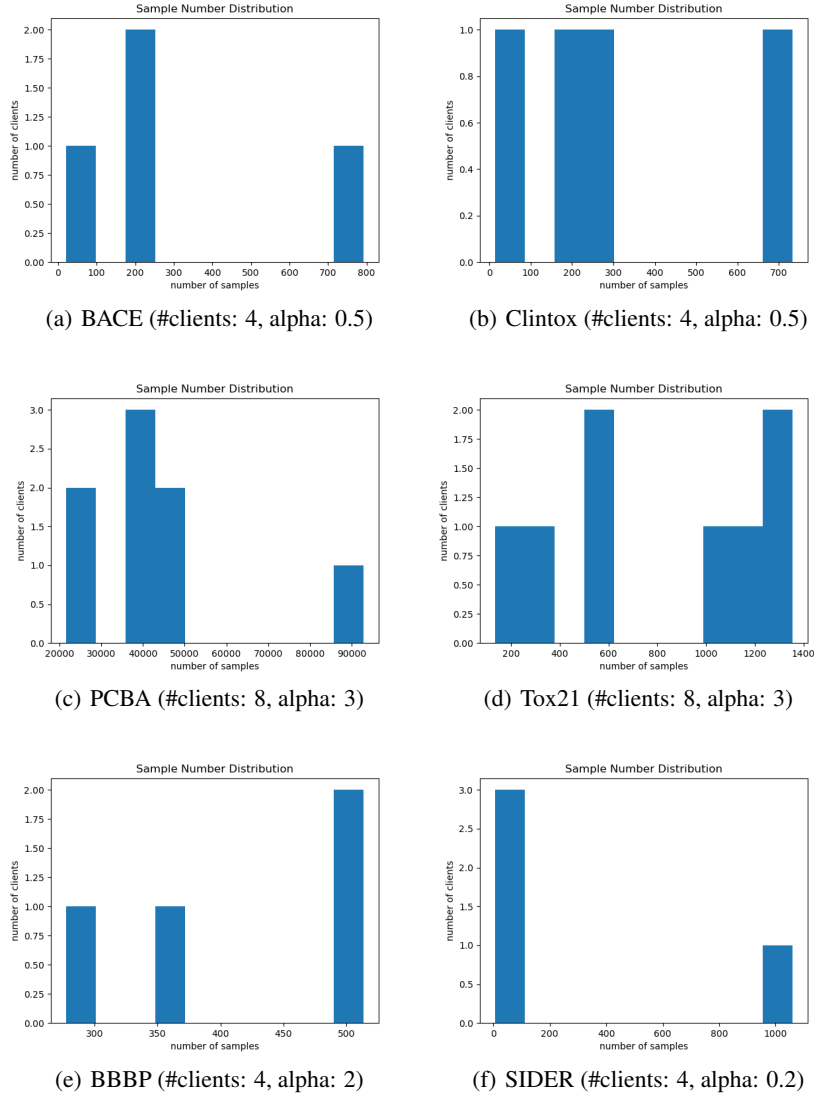 Sample Number Distribution
2.00
1.75
1.50
1.25
1.00
0.75
0.50
0.25
0.00
number of clients
0 100 200 300 400 500 600 700 800
number of samples
(a) BACE (#clients: 4, alpha: 0.5)
Sample Number Distribution
1.0
0.8
0.6
0.4
0.2
0.0
number of clients
0 100 200 300 400 500 600 700
number of samples
(b) Clintox (#clients: 4, alpha: 0.5)
Sample Number Distribution
3.0
2.5
2.0
1.5
1.0
0.5
0.0
number of clients
20000 30000 40000 50000 60000 70000 80000 90000
number of samples
(c) PCBA (#clients: 8, alpha: 3)
Sample Number Distribution
2.00
1.75
1.50
1.25
1.00
0.75
0.50
0.25
0.00
number of clients
200 400 600 800 1000 1200 1400
number of samples
(d) Tox21 (#clients: 8, alpha: 3)
Sample Number Distribution
2.00
1.75
1.50
1.25
1.00
0.75
0.50
0.25
0.00
number of clients
300 350 400 450 500
number of samples
(e) BBBP (#clients: 4, alpha: 2)
Sample Number Distribution
3.0
2.5
2.0
1.5
1.0
0.5
0.0
number of clients
0 200 400 600 800 1000
number of samples
(f) SIDER (#clients: 4, alpha: 0.2)